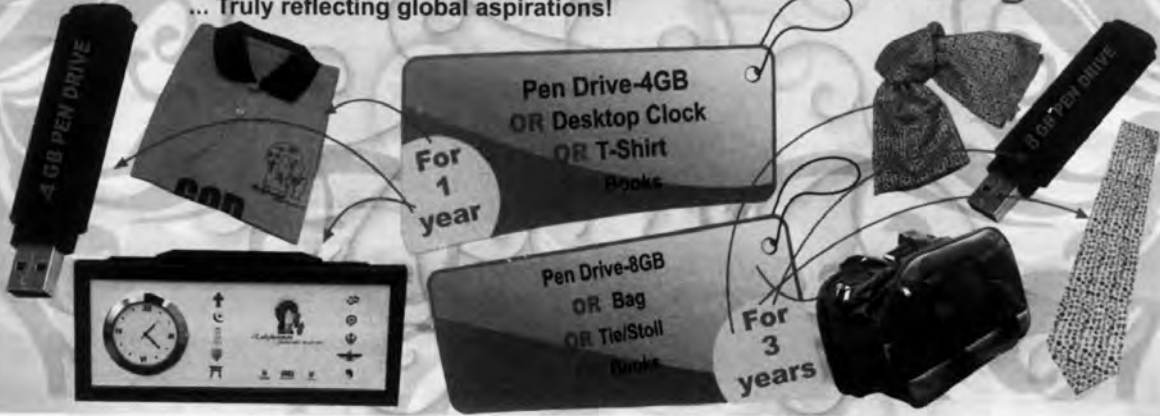 ... Truly reflecting global aspirations!
4 GB PEN DRIVE
Pen Drive-4GB
OR Desktop Clock
OR T-Shirt
Books
For
1
year
Pen Drive-8GB
OR Bag
OR Tie/Stoll
Books
For
3
years
8 GB PEN DRIVE
GOD